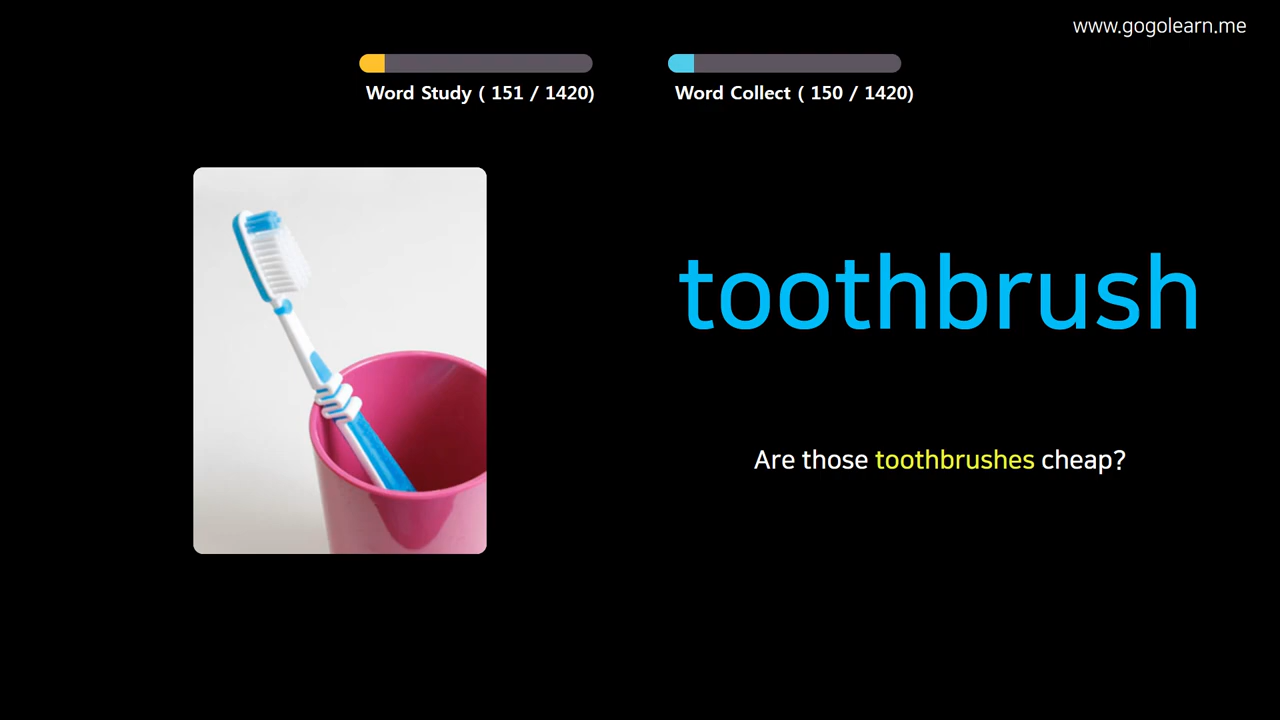 www.gogolearn.me
Word Study ( 151 / 1420)
Word Collect ( 150 / 1420)
toothbrush
Are those toothbrushes cheap?